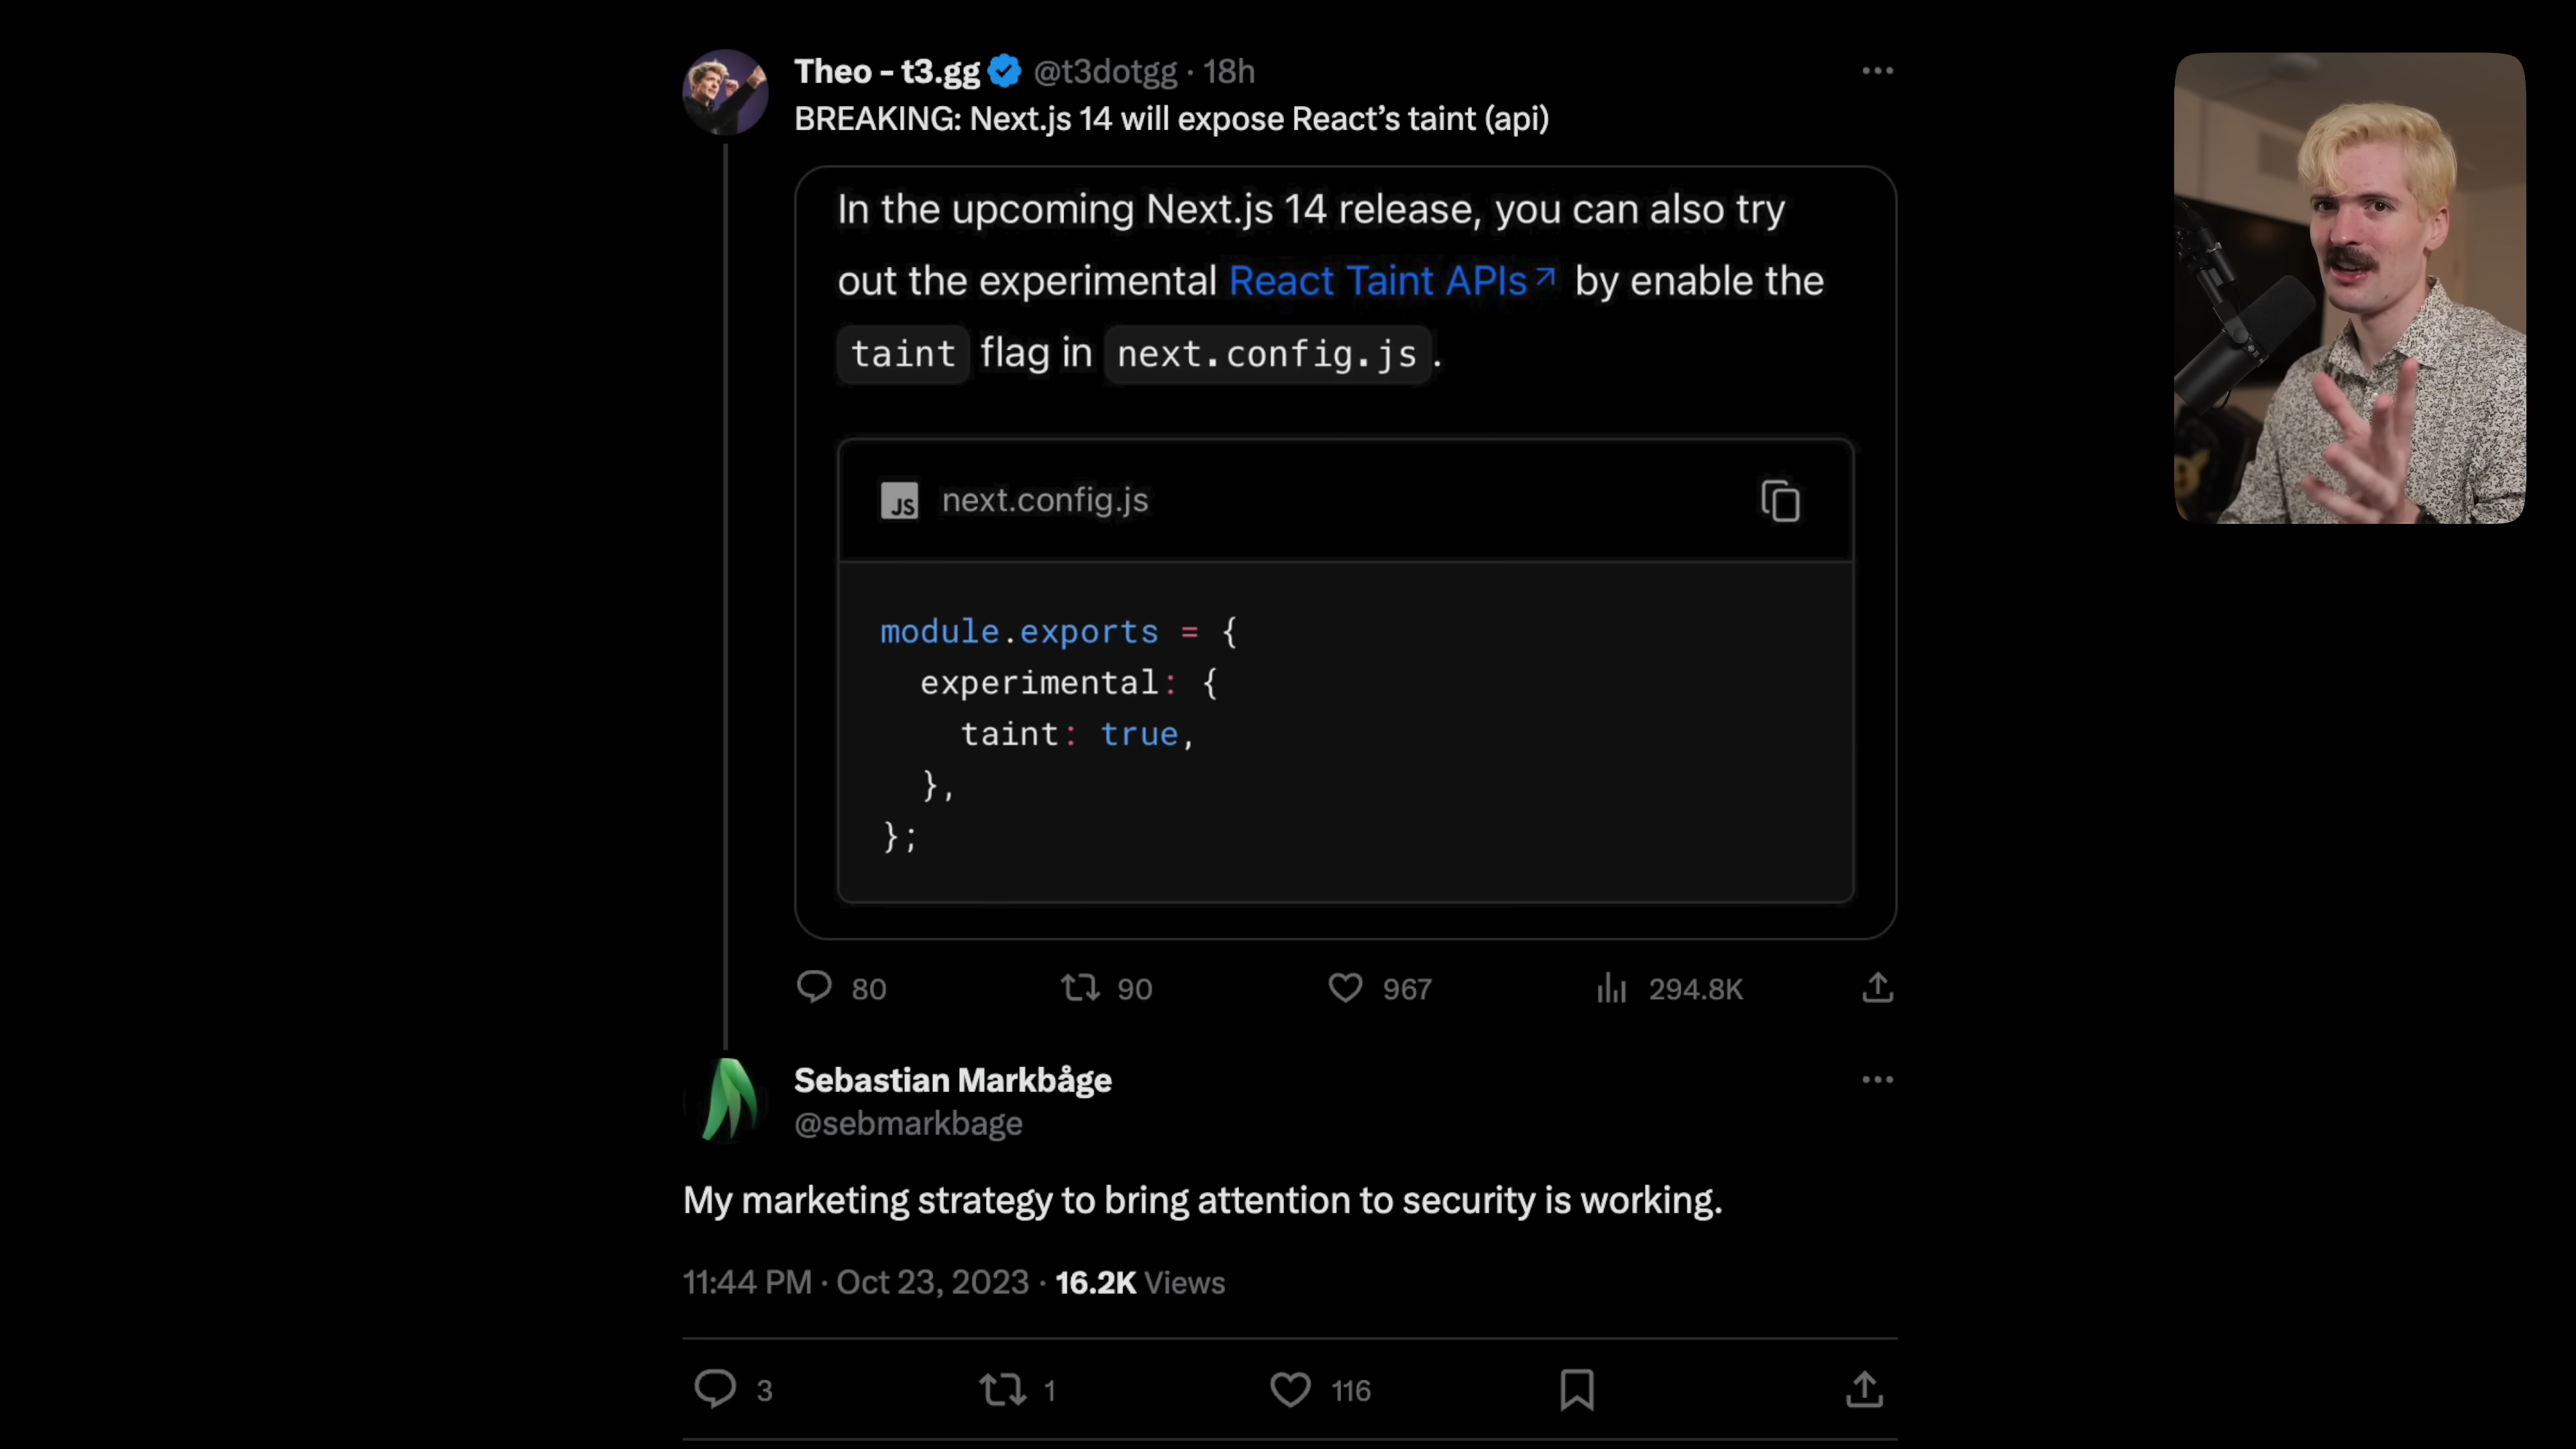 Theo - t3.gg @t3dotgg · 18h
BREAKING: Next.js 14 will expose React’s taint (api)
In the upcoming Next.js 14 release, you can also try
out the experimental React Taint APIs↗ by enable the
taint flag in next.config.js.
JS next.config.js
module.exports = {
  experimental: {
    taint: true,
  },
};
80 90 967 294.8K
Sebastian Markbåge
@sebmarkbage
My marketing strategy to bring attention to security is working.
11:44 PM · Oct 23, 2023 · 16.2K Views
3 1 116